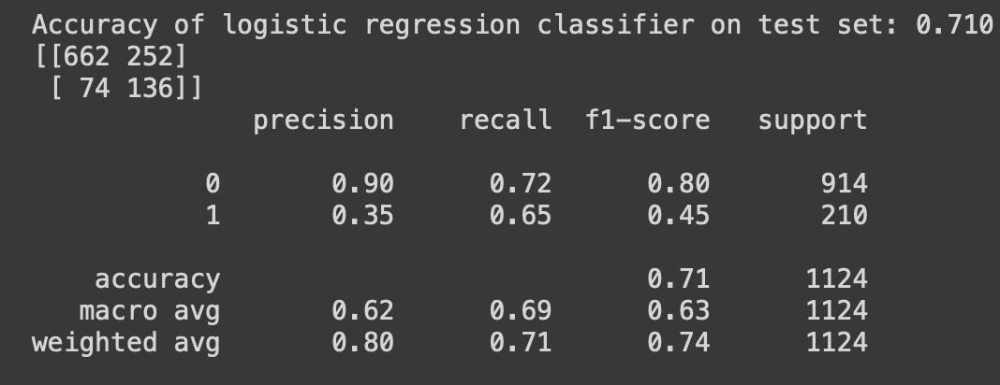 Accuracy of logistic regression classifier on test set: 0.710
[[662 252]
 [ 74 136]]
              precision    recall  f1-score   support

           0       0.90      0.72      0.80       914
           1       0.35      0.65      0.45       210

    accuracy                           0.71      1124
   macro avg       0.62      0.69      0.63      1124
weighted avg       0.80      0.71      0.74      1124